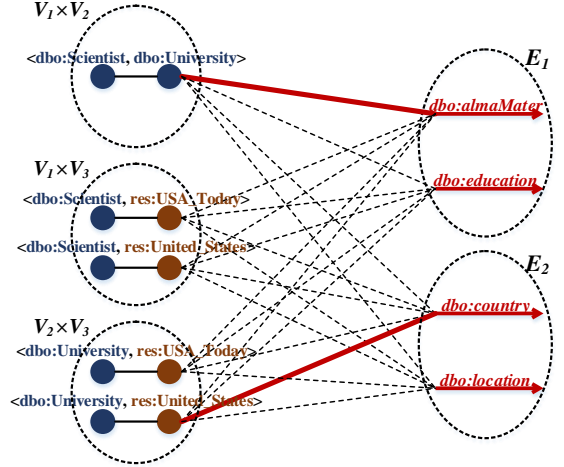 V1×V2
<dbo:Scientist, dbo:University>
V1×V3
<dbo:Scientist, res:USA_Today>
<dbo:Scientist, res:United_States>
V2×V3
<dbo:University, res:USA_Today>
<dbo:University, res:United_States>
E1
dbo:almaMater
dbo:education
E2
dbo:country
dbo:location